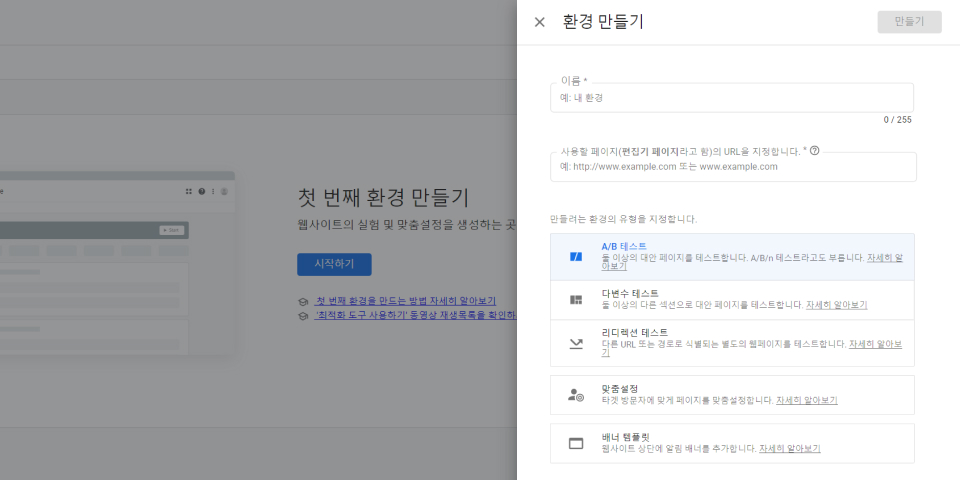 환경 만들기
만들기
이름 *
예: 내 환경
0 / 255
사용할 페이지(편집기 페이지라고 함)의 URL을 지정합니다. *
예: http://www.example.com 또는 www.example.com
만들려는 환경의 유형을 지정합니다.
A/B 테스트
둘 이상의 대안 페이지를 테스트합니다. A/B/n 테스트라고도 부릅니다. 자세히 알
아보기
다변수 테스트
둘 이상의 다른 섹션으로 대안 페이지를 테스트합니다. 자세히 알아보기
리디렉션 테스트
다른 URL 또는 경로로 식별되는 별도의 웹페이지를 테스트합니다. 자세히 알아보
기
맞춤설정
타겟 방문자에 맞게 페이지를 맞춤설정합니다. 자세히 알아보기
배너 템플릿
웹사이트 상단에 알림 배너를 추가합니다. 자세히 알아보기
첫 번째 환경 만들기
웹사이트의 실험 및 맞춤설정을 생성하는 곳
시작하기
첫 번째 환경을 만드는 방법 자세히 알아보기
'최적화 도구 사용하기' 동영상 재생목록을 확인하
Start